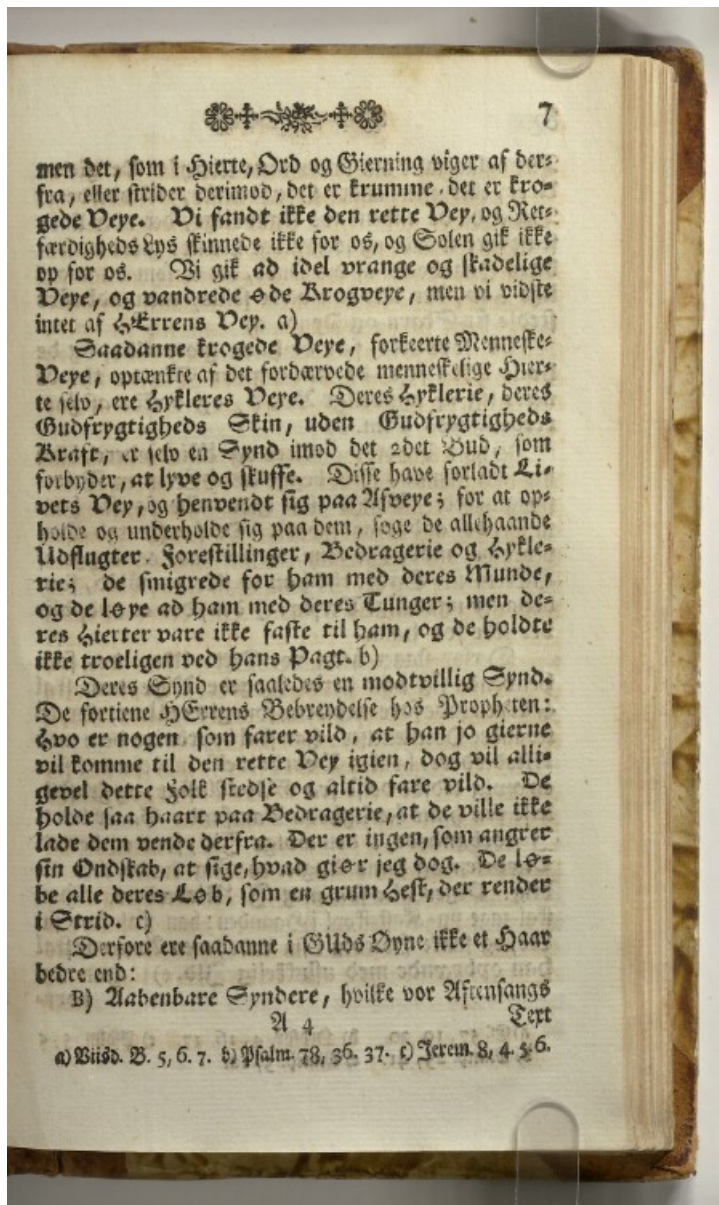 7
men det, som i Hierte, Ord og Gierning viger af der-
fra, eller strider derimod, det er krumme, det er kro-
gede Veye. Vi fandt ikke den rette Vey, og Ret-
færdigheds Lys skinnede ikke for os, og Solen gik ikke
op for os. Vi gik ad idel vrange og skadelige
Veye, og vandrede øde Krogveye, men vi vidste
intet af HErrens Vey. a)
Saadanne krogede Veye, forkeerte Menneske-
Veye, optænkte af det fordærvede menneskelige Hier-
te selv, ere Hykleres Veye. Deres Hyklerie, deres
Gudfrygtigheds Skin, uden Gudfrygtigheds
Kraft, er selv en Synd imod det 2det Bud, som
forbyder, at lyve og skuffe. Disse have forladt Li-
vets Vey, og henvendt sig paa Afveye; for at op-
holde og underholde sig paa dem, søge de allehaande
Udflugter, Forestillinger, Bedragerie og Hykle-
rie; de smigrede for ham med deres Munde,
og de løye ad ham med deres Tunger; men de-
res Hierter vare ikke faste til ham, og de holdte
ikke troeligen ved hans Pagt. b)
Deres Synd er saaledes en modtvillig Synd.
De fortiene HErrens Bebreydelse hos Propheten:
Hvo er nogen, som farer vild, at han jo gierne
vil komme til den rette Vey igien, dog vil alli-
gevel dette Folk stedse og altid fare vild. De
holde saa haart paa Bedragerie, at de ville ikke
lade dem vende derfra. Der er ingen, som angrer
sin Ondskab, at sige, hvad giør jeg dog. De lø-
be alle deres Løb, som en grum Hest, der render
i Strid. c)
Derfore ere saadanne i GUds Øyne ikke et Haar
bedre end:
B) Aabenbare Syndere, hvilke vor Aftensangs
A 4 Text
a) Viisd. B. 5, 6. 7. b) Psalm. 78, 36. 37. c) Jerem. 8, 4. 5. 6.